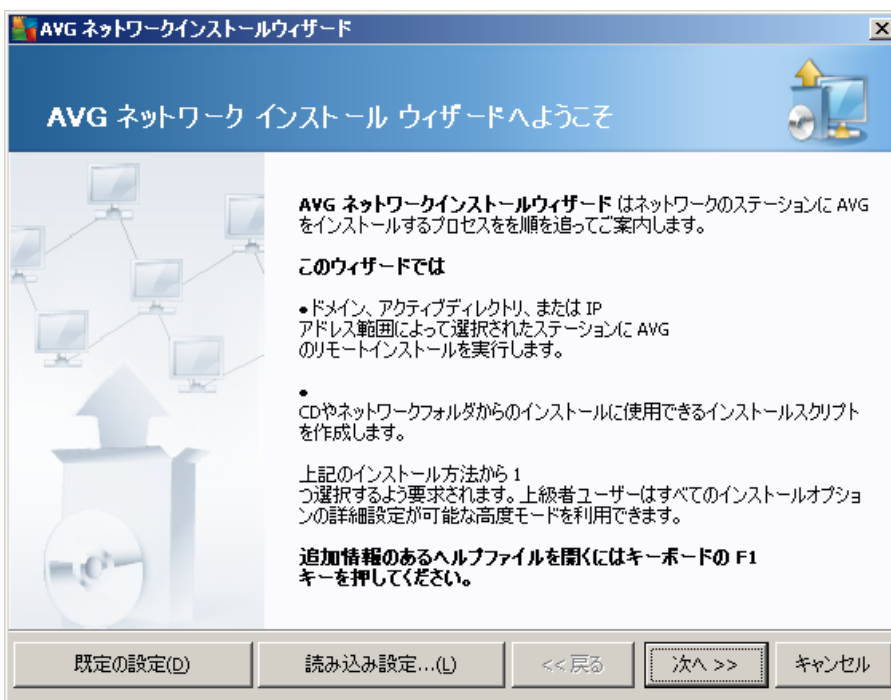 AVG ネットワークインストールウィザード
AVG ネットワーク インストール ウィザードへようこそ
AVG ネットワークインストールウィザード はネットワークのステーションに AVG
をインストールするプロセスをを順を追ってご案内します。
このウィザードでは
•ドメイン、アクティブディレクトリ、または IP
アドレス範囲によって選択されたステーションに AVG
のリモートインストールを実行します。
•
CDやネットワークフォルダからのインストールに使用できるインストールスクリプト
を作成します。
上記のインストール方法から 1
つ選択するよう要求されます。上級者ユーザーはすべてのインストールオプショ
ンの詳細設定が可能な高度モードを利用できます。
追加情報のあるヘルプファイルを開くにはキーボードの F1
キーを押してください。
既定の設定(D)
読み込み設定...(L)
<< 戻る
次へ >>
キャンセル